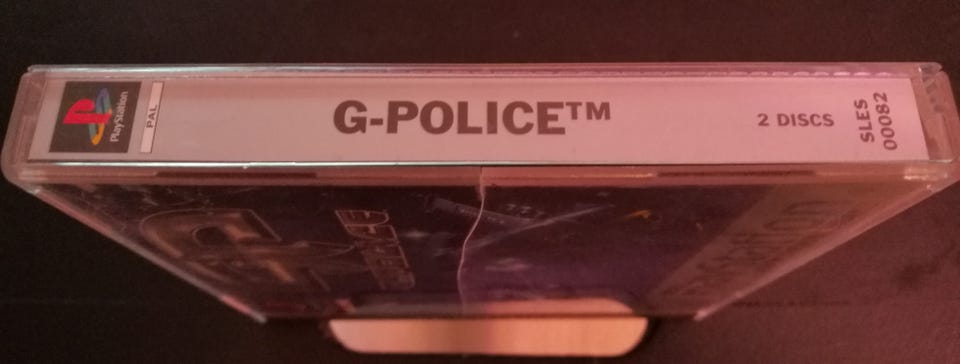 PlayStation
PAL
G-POLICE™
2 DISCS
SLES
00082